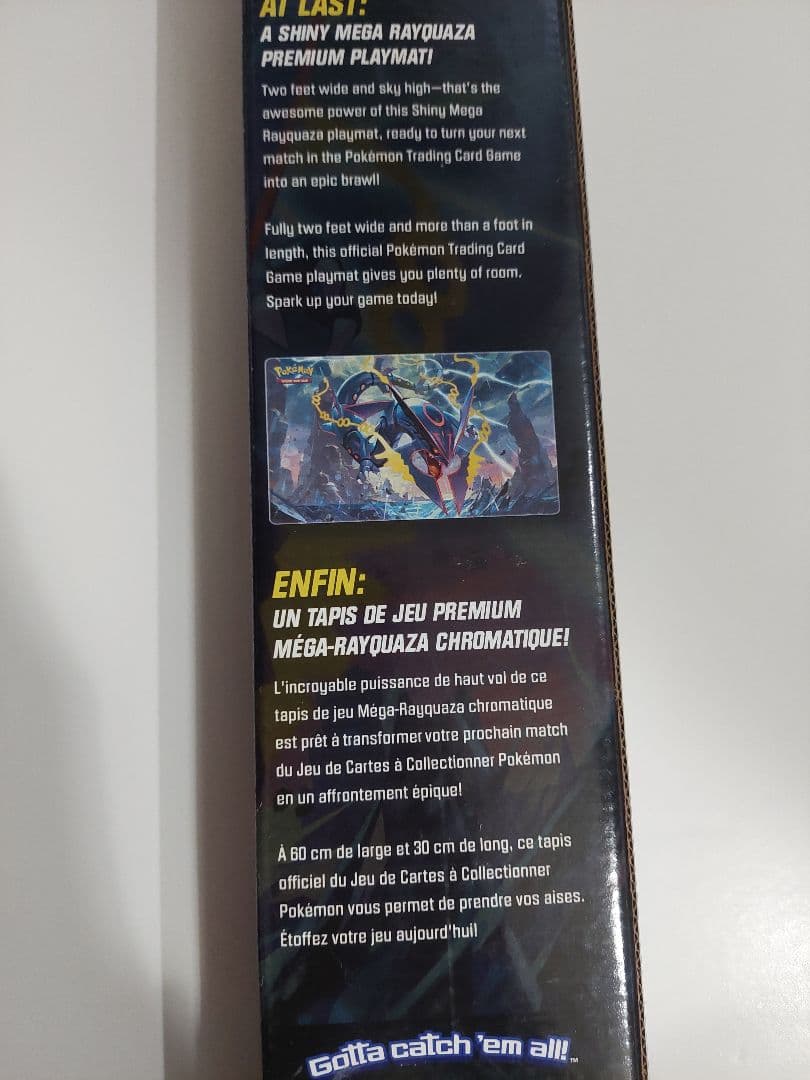 AT LAST:
A SHINY MEGA RAYQUAZA
PREMIUM PLAYMAT!
Two feet wide and sky high—that's the
awesome power of this Shiny Mega
Rayquaza playmat, ready to turn your next
match in the Pokémon Trading Card Game
into an epic brawl!
Fully two feet wide and more than a foot in
length, this official Pokémon Trading Card
Game playmat gives you plenty of room.
Spark up your game today!
Pokémon
ENFIN:
UN TAPIS DE JEU PREMIUM
MÉGA-RAYQUAZA CHROMATIQUE!
L'incroyable puissance de haut vol de ce
tapis de jeu Méga-Rayquaza chromatique
est prêt à transformer votre prochain match
du Jeu de Cartes à Collectionner Pokémon
en un affrontement épique!
À 60 cm de large et 30 cm de long, ce tapis
officiel du Jeu de Cartes à Collectionner
Pokémon vous permet de prendre vos aises.
Étoffez votre jeu aujourd'hui!
Gotta catch 'em all!™